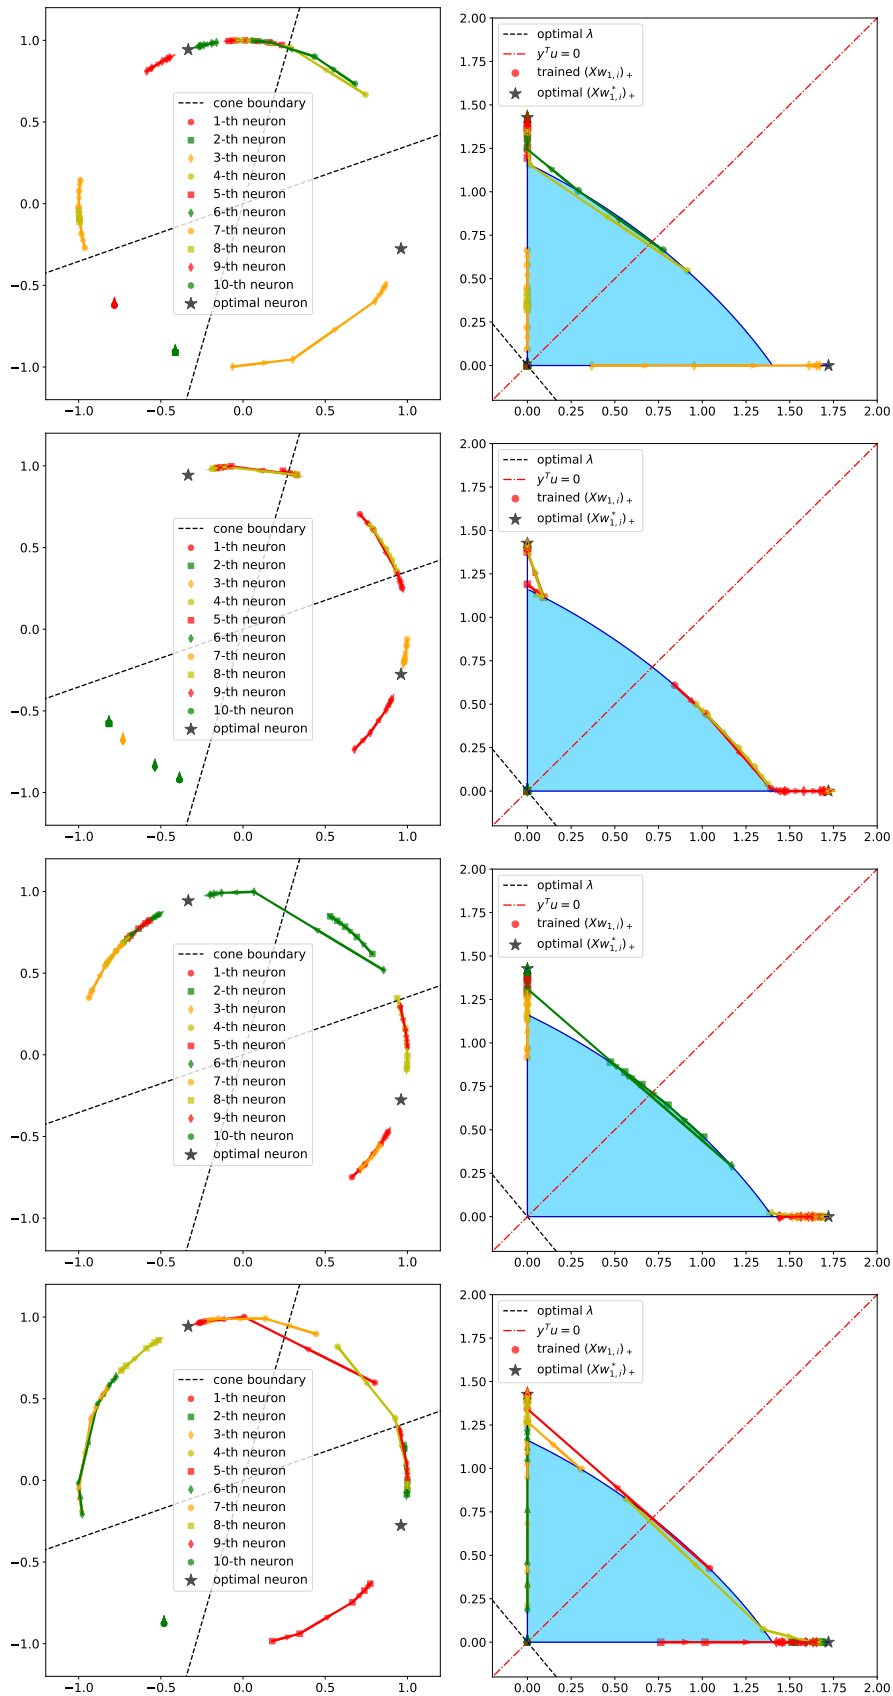 1.0
0.5
0.0
−0.5
−1.0
−1.0
−0.5
0.0
0.5
1.0
cone boundary
1-th neuron
2-th neuron
3-th neuron
4-th neuron
5-th neuron
6-th neuron
7-th neuron
8-th neuron
9-th neuron
10-th neuron
optimal neuron
2.00
1.75
1.50
1.25
1.00
0.75
0.50
0.25
0.00
0.00
0.25
0.50
0.75
1.00
1.25
1.50
1.75
2.00
optimal λ
yᵀu = 0
trained (Xw₁,ᵢ)₊
optimal (Xw*₁,ᵢ)₊
1.0
0.5
0.0
−0.5
−1.0
−1.0
−0.5
0.0
0.5
1.0
cone boundary
1-th neuron
2-th neuron
3-th neuron
4-th neuron
5-th neuron
6-th neuron
7-th neuron
8-th neuron
9-th neuron
10-th neuron
optimal neuron
2.00
1.75
1.50
1.25
1.00
0.75
0.50
0.25
0.00
0.00
0.25
0.50
0.75
1.00
1.25
1.50
1.75
2.00
optimal λ
yᵀu = 0
trained (Xw₁,ᵢ)₊
optimal (Xw*₁,ᵢ)₊
1.0
0.5
0.0
−0.5
−1.0
−1.0
−0.5
0.0
0.5
1.0
cone boundary
1-th neuron
2-th neuron
3-th neuron
4-th neuron
5-th neuron
6-th neuron
7-th neuron
8-th neuron
9-th neuron
10-th neuron
optimal neuron
2.00
1.75
1.50
1.25
1.00
0.75
0.50
0.25
0.00
0.00
0.25
0.50
0.75
1.00
1.25
1.50
1.75
2.00
optimal λ
yᵀu = 0
trained (Xw₁,ᵢ)₊
optimal (Xw*₁,ᵢ)₊
1.0
0.5
0.0
−0.5
−1.0
−1.0
−0.5
0.0
0.5
1.0
cone boundary
1-th neuron
2-th neuron
3-th neuron
4-th neuron
5-th neuron
6-th neuron
7-th neuron
8-th neuron
9-th neuron
10-th neuron
optimal neuron
2.00
1.75
1.50
1.25
1.00
0.75
0.50
0.25
0.00
0.00
0.25
0.50
0.75
1.00
1.25
1.50
1.75
2.00
optimal λ
yᵀu = 0
trained (Xw₁,ᵢ)₊
optimal (Xw*₁,ᵢ)₊